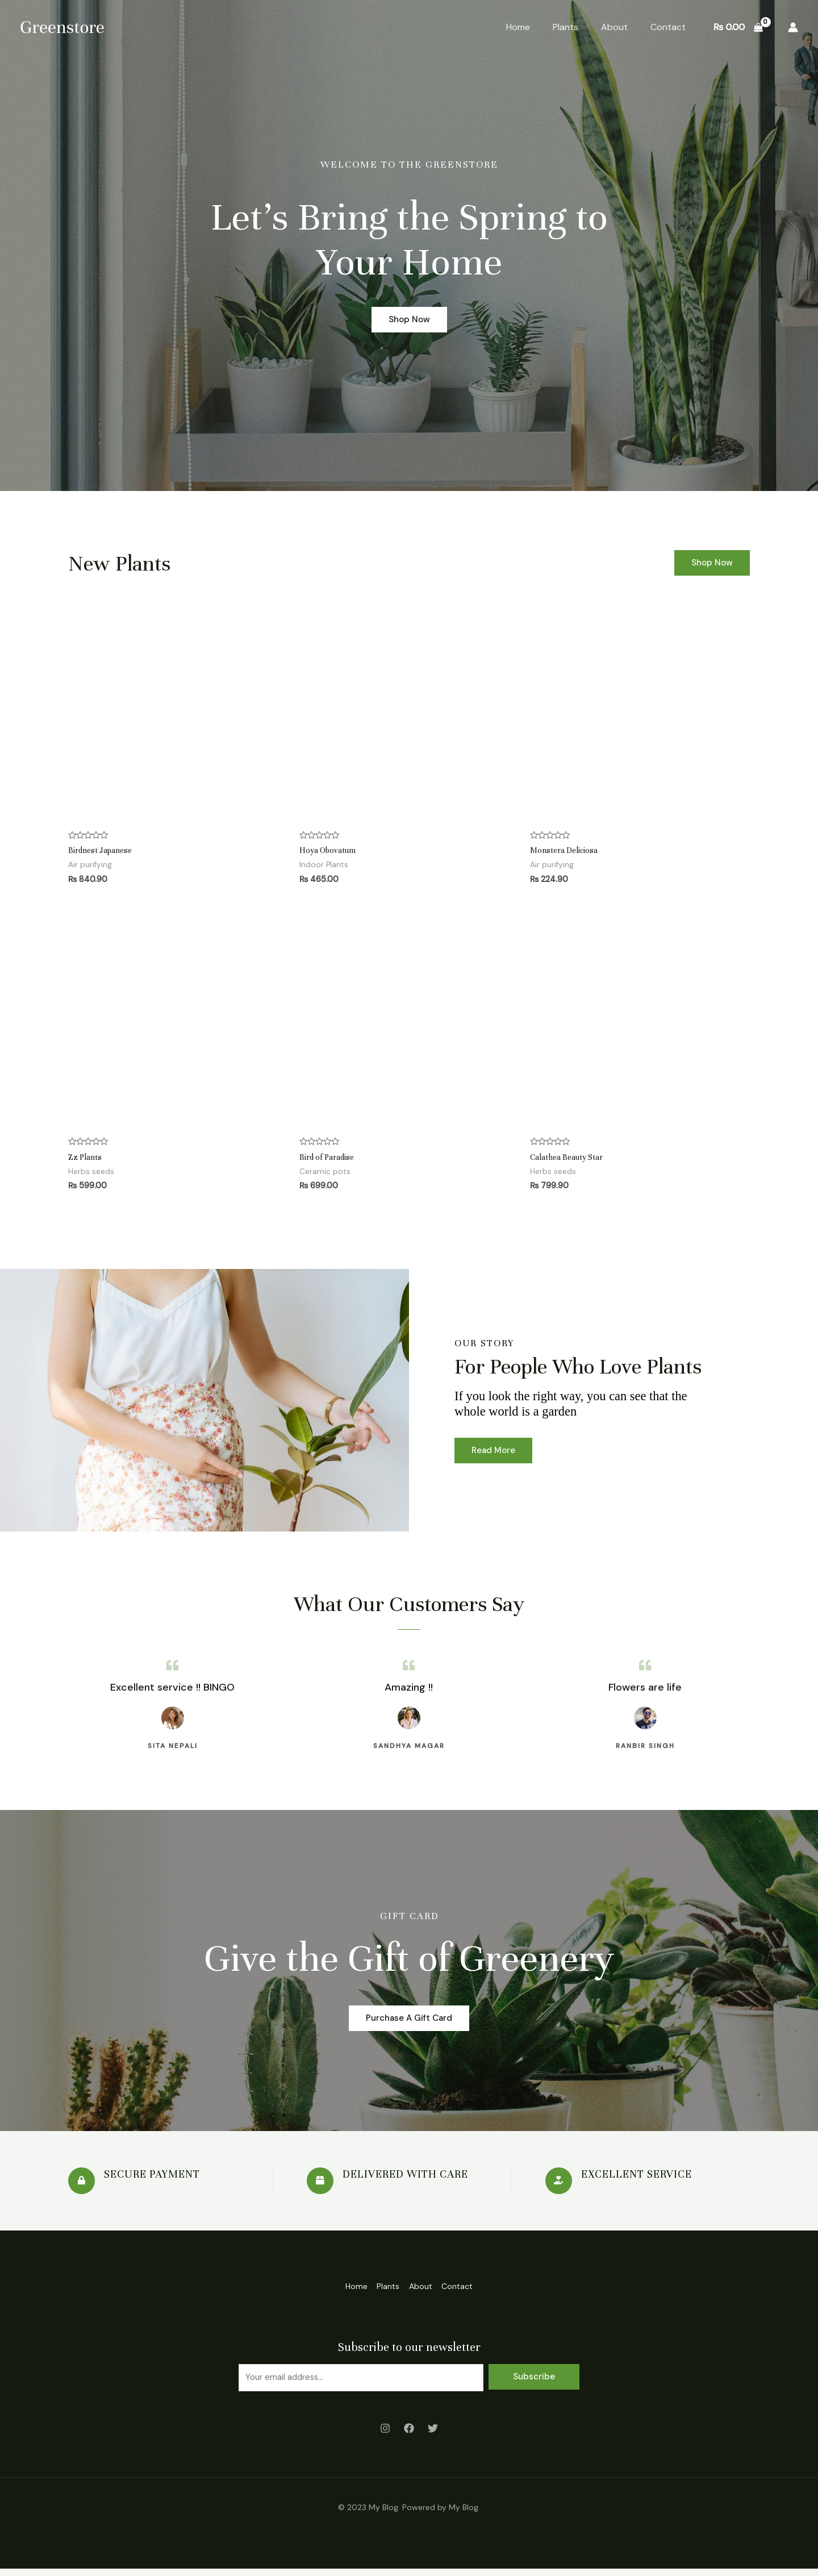 Greenstore
Home Plants About Contact ₨ 0.00 0
WELCOME TO THE GREENSTORE
Let’s Bring the Spring to
Your Home
Shop Now
New Plants
Shop Now
Birdnest Japanese
Air purifying
₨ 840.90
Hoya Obovatum
Indoor Plants
₨ 465.00
Monstera Deliciosa
Air purifying
₨ 224.90
Zz Plants
Herbs seeds
₨ 599.00
Bird of Paradise
Ceramic pots
₨ 699.00
Calathea Beauty Star
Herbs seeds
₨ 799.90
OUR STORY
For People Who Love Plants
If you look the right way, you can see that the
whole world is a garden
Read More
What Our Customers Say
Excellent service !! BINGO
SITA NEPALI
Amazing !!
SANDHYA MAGAR
Flowers are life
RANBIR SINGH
GIFT CARD
Give the Gift of Greenery
Purchase A Gift Card
SECURE PAYMENT
DELIVERED WITH CARE
EXCELLENT SERVICE
Home Plants About Contact
Subscribe to our newsletter
Your email address... Subscribe
© 2023 My Blog. Powered by My Blog.